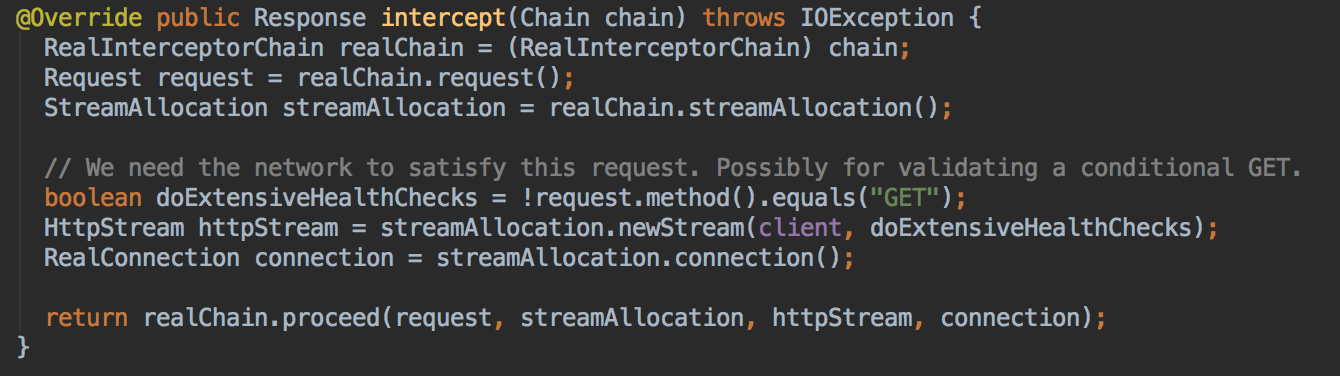 @Override public Response intercept(Chain chain) throws IOException {
RealInterceptorChain realChain = (RealInterceptorChain) chain;
Request request = realChain.request();
StreamAllocation streamAllocation = realChain.streamAllocation();
// We need the network to satisfy this request. Possibly for validating a conditional GET.
boolean doExtensiveHealthChecks = !request.method().equals("GET");
HttpStream httpStream = streamAllocation.newStream(client, doExtensiveHealthChecks);
RealConnection connection = streamAllocation.connection();
return realChain.proceed(request, streamAllocation, httpStream, connection);
}